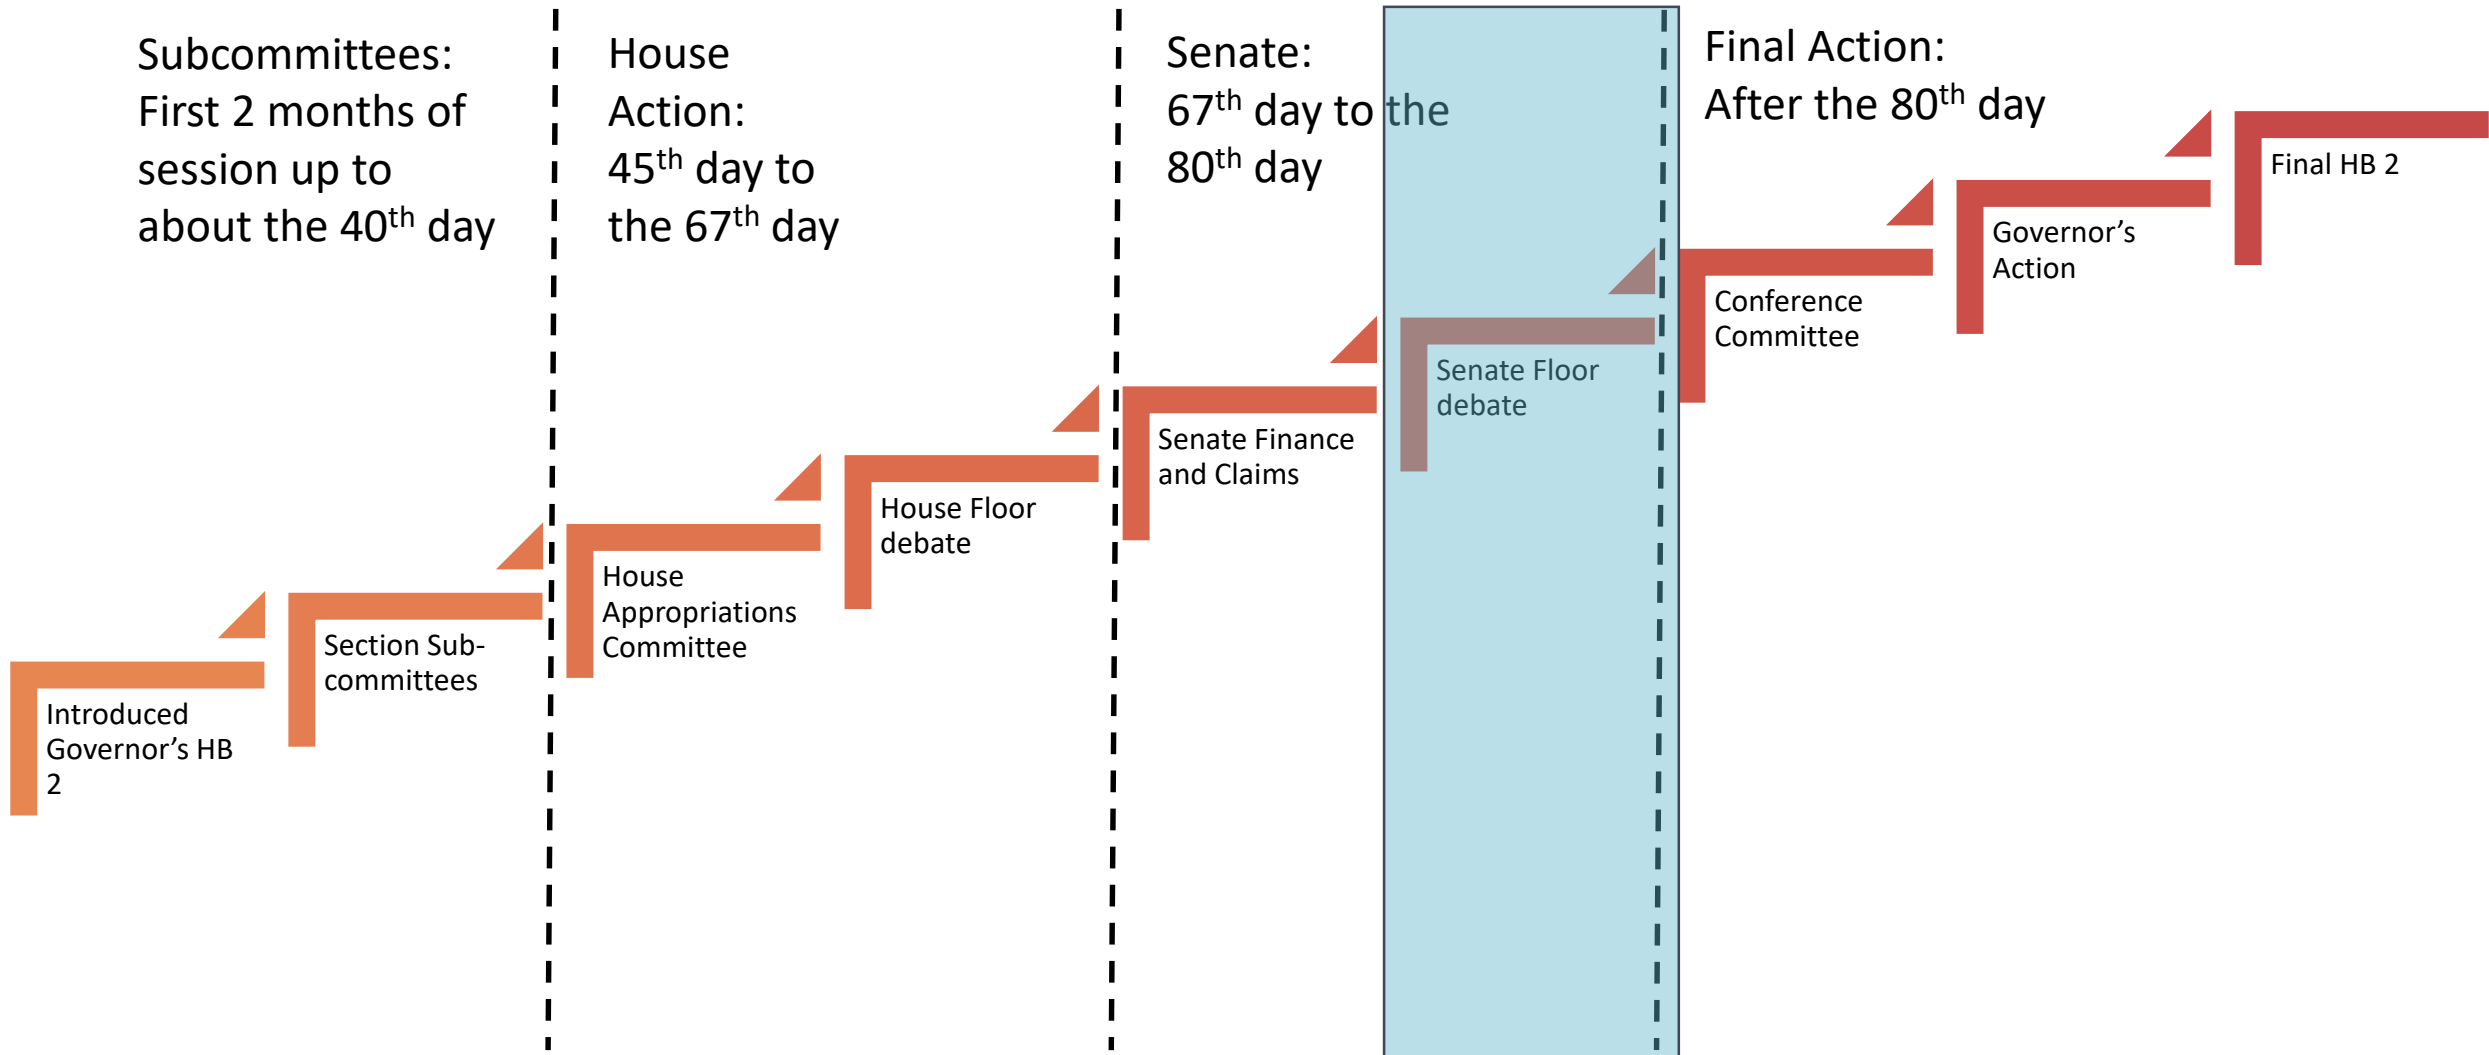 Subcommittees:
First 2 months of
session up to
about the 40th day
House
Action:
45th day to
the 67th day
Senate:
67th day to the
80th day
Final Action:
After the 80th day
Introduced
Governor’s HB
2
Section Sub-
committees
House
Appropriations
Committee
House Floor
debate
Senate Finance
and Claims
Senate Floor
debate
Conference
Committee
Governor’s
Action
Final HB 2